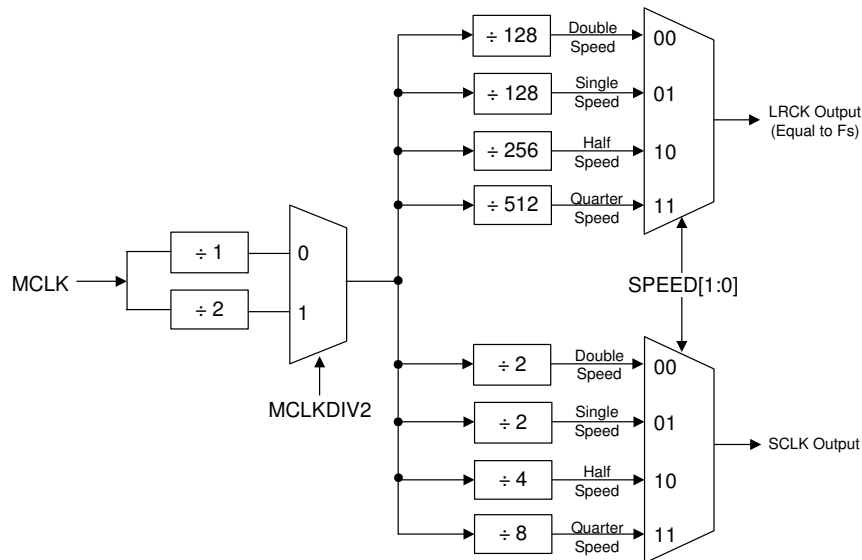 ÷ 128
Double
Speed
00
÷ 128
Single
Speed
01
LRCK Output
(Equal to Fs)
÷ 256
Half
Speed
10
÷ 512
Quarter
Speed
11
÷ 1
0
MCLK
÷ 2
1
MCLKDIV2
SPEED[1:0]
÷ 2
Double
Speed
00
÷ 2
Single
Speed
01
SCLK Output
÷ 4
Half
Speed
10
÷ 8
Quarter
Speed
11